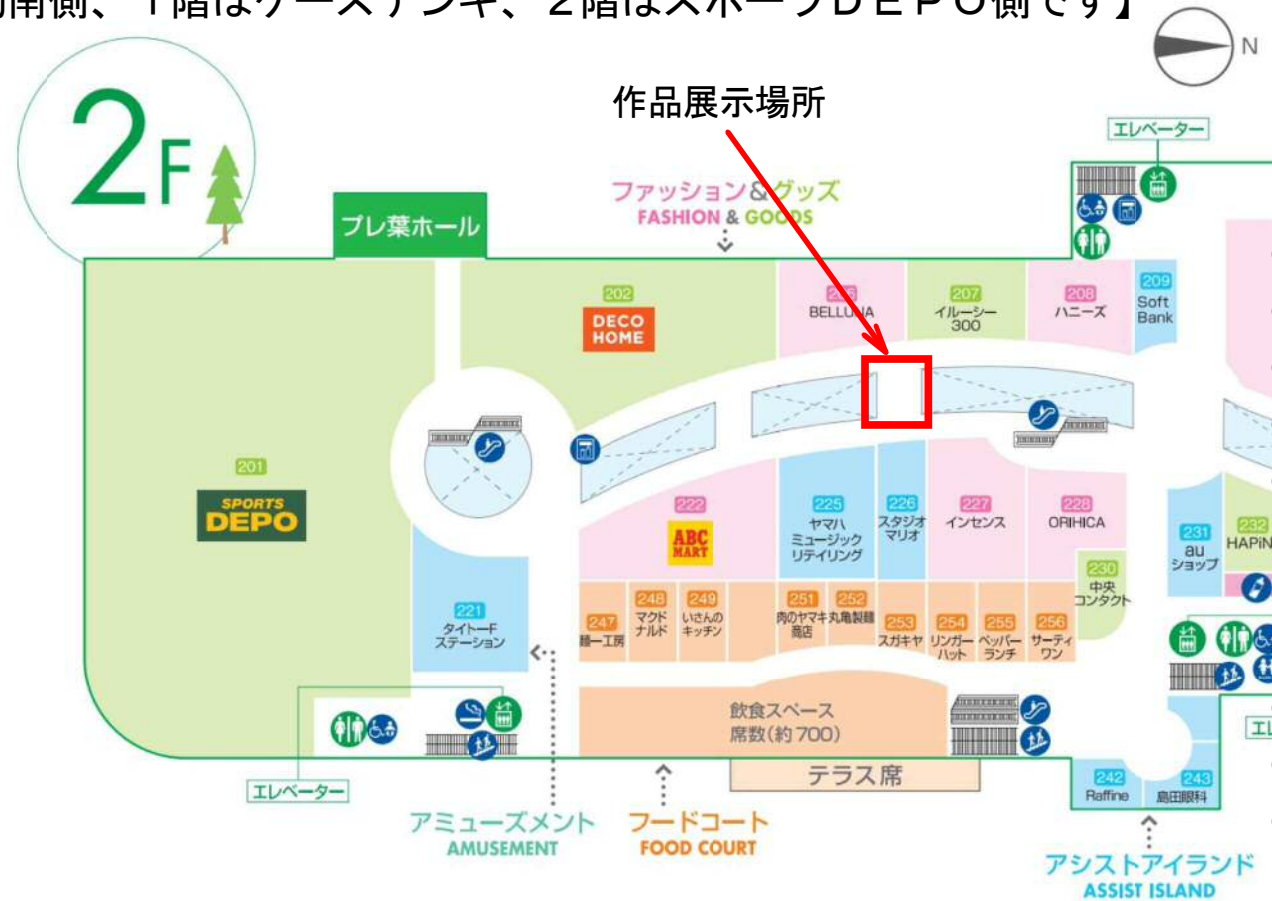 南側、1階はケーズデンキ、2階はスポーツDEPO側です】
N
2F
作品展示場所
エレベーター
ファッション&グッズ
FASHION & GOODS
プレ葉ホール
202
DECO
HOME
BELLUNA
207
イルーシー
300
208
ハニーズ
209
Soft
Bank
201
SPORTS
DEPO
222
ABC
MART
225
ヤマハ
ミュージック
リテイリング
226
スタジオ
マリオ
227
インセンス
228
ORIHICA
230
中央
コンタクト
231
au
ショップ
232
HAPiN
221
タイトーF
ステーション
247
麺一工房
248
マクド
ナルド
249
いさんの
キッチン
251
肉のヤマキ
商店
252
丸亀製麺
253
スガキヤ
254
リンガー
ハット
255
ペッパー
ランチ
256
サーティ
ワン
飲食スペース
席数(約700)
テラス席
エレベーター
アミューズメント
AMUSEMENT
フードコート
FOOD COURT
242
Raffine
243
島田眼科
アシストアイランド
ASSIST ISLAND